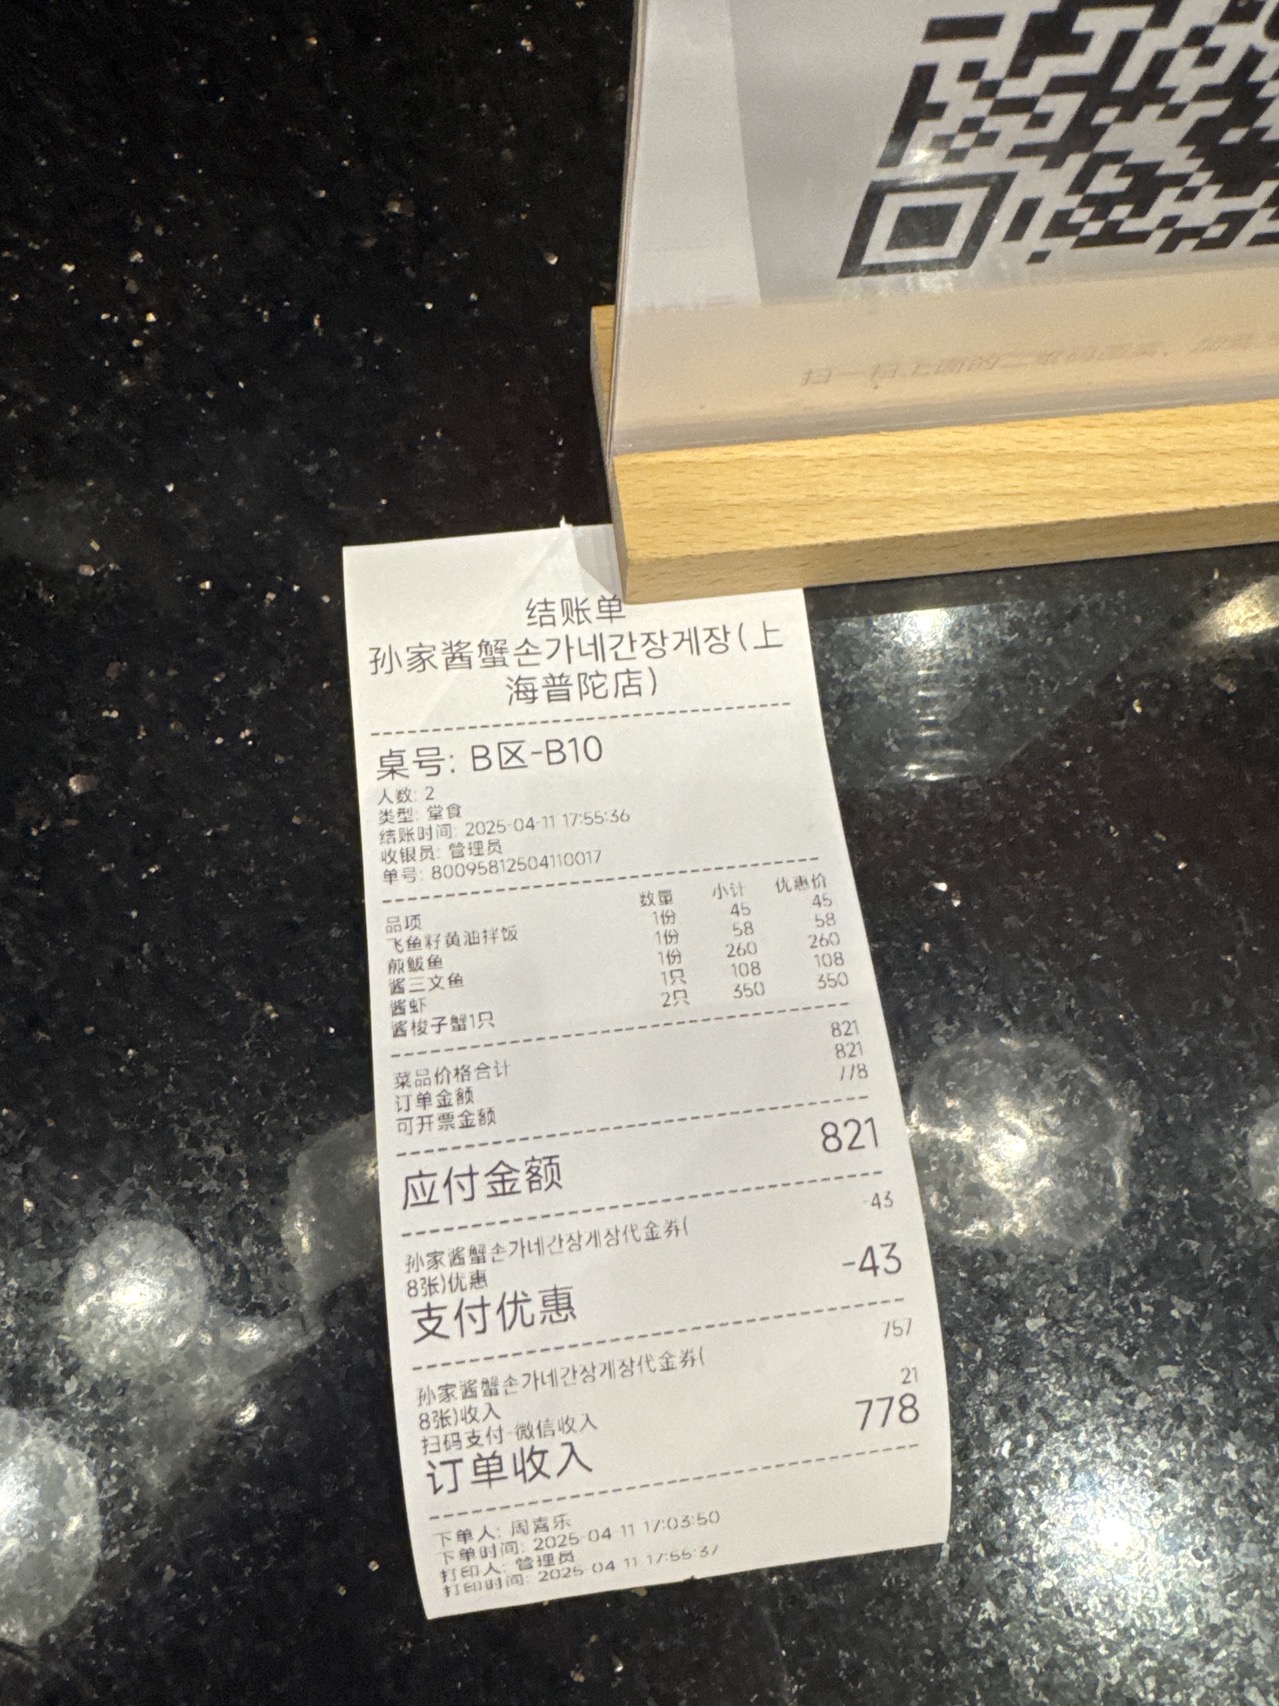 结账单
孙家酱蟹손가네간장게장(上
海普陀店)
桌号: B区-B10
人数: 2
类型: 堂食
结账时间: 2025-04-11 17:55:36
收银员: 管理员
单号: 80095812504110017
品项 数量 小计 优惠价
飞鱼籽黄油拌饭 1份 45 45
煎鲅鱼 1份 58 58
酱三文鱼 1份 260 260
酱虾 1只 108 108
酱梭子蟹1只 2只 350 350
菜品价格合计 821
订单金额 821
可开票金额 778
应付金额 821
孙家酱蟹손가네간장게장代金券( -43
8张)优惠
支付优惠 -43
孙家酱蟹손가네간장게장代金券( 757
8张)收入
扫码支付-微信收入 21
订单收入 778
下单人: 周喜乐
下单时间: 2025-04-11 17:03:50
打印人: 管理员
打印时间: 2025-04-11 17:55:37